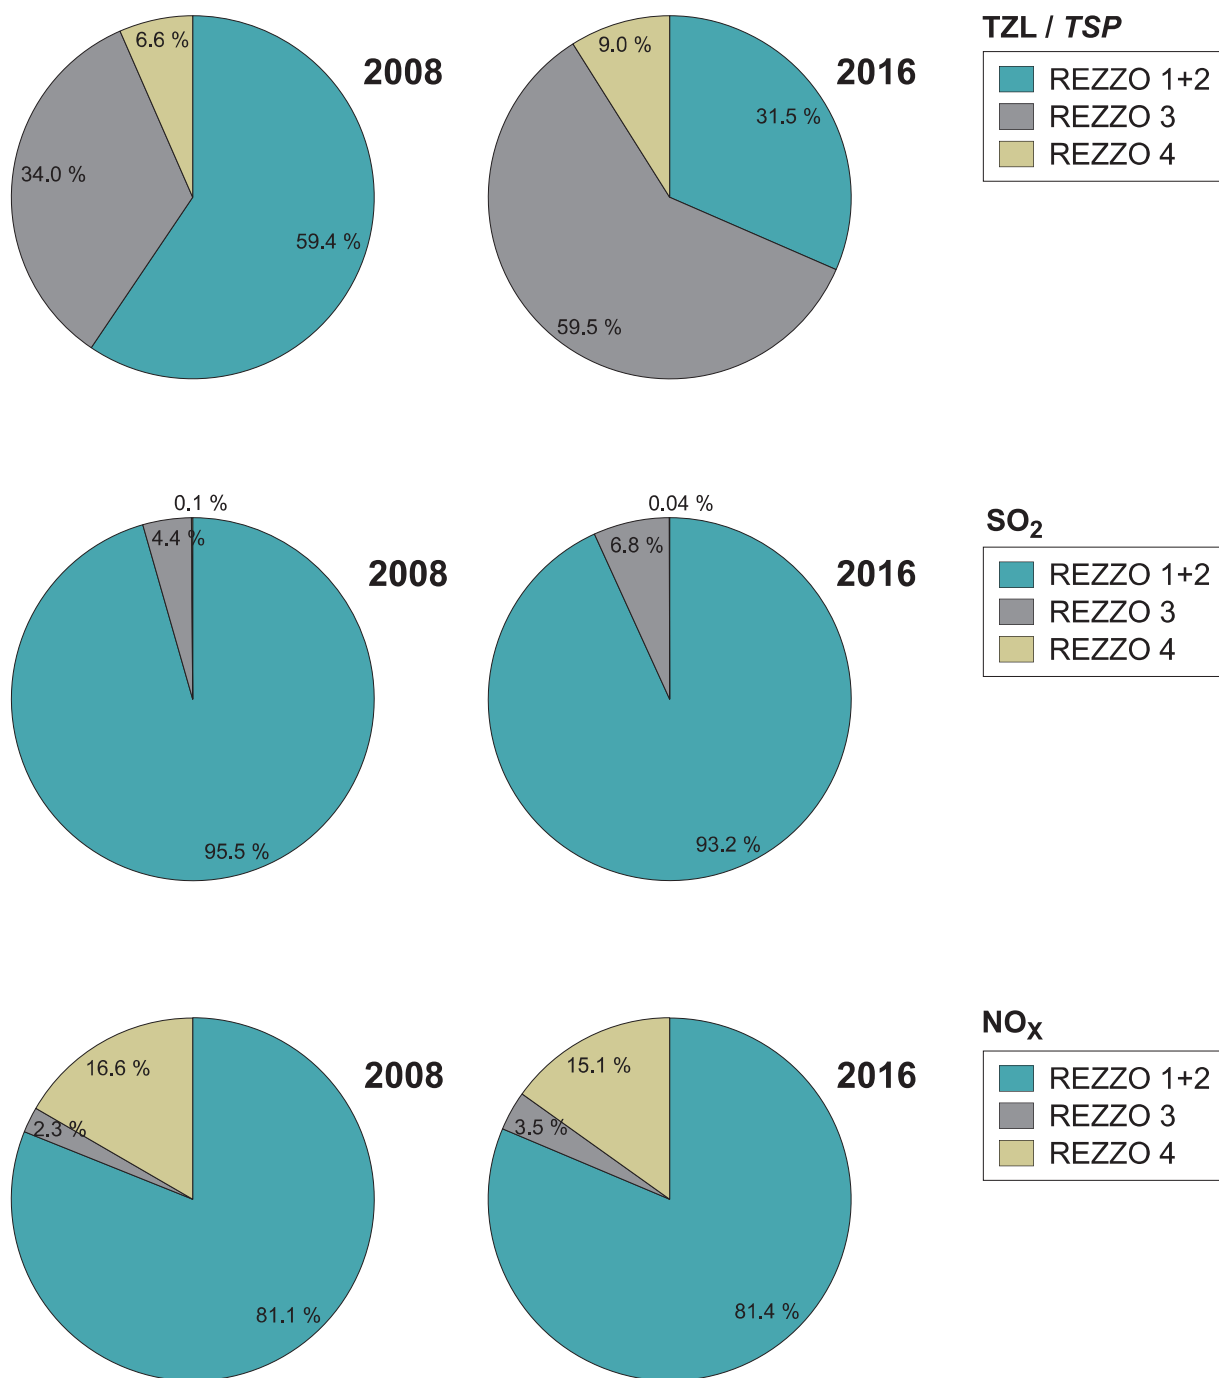 TZL / TSP
2008
6.6 %
34.0 %
59.4 %
2016
9.0 %
31.5 %
59.5 %
REZZO 1+2
REZZO 3
REZZO 4
SO2
2008
0.1 %
4.4 %
95.5 %
2016
0.04 %
6.8 %
93.2 %
REZZO 1+2
REZZO 3
REZZO 4
NOX
2008
16.6 %
2.3 %
81.1 %
2016
15.1 %
3.5 %
81.4 %
REZZO 1+2
REZZO 3
REZZO 4